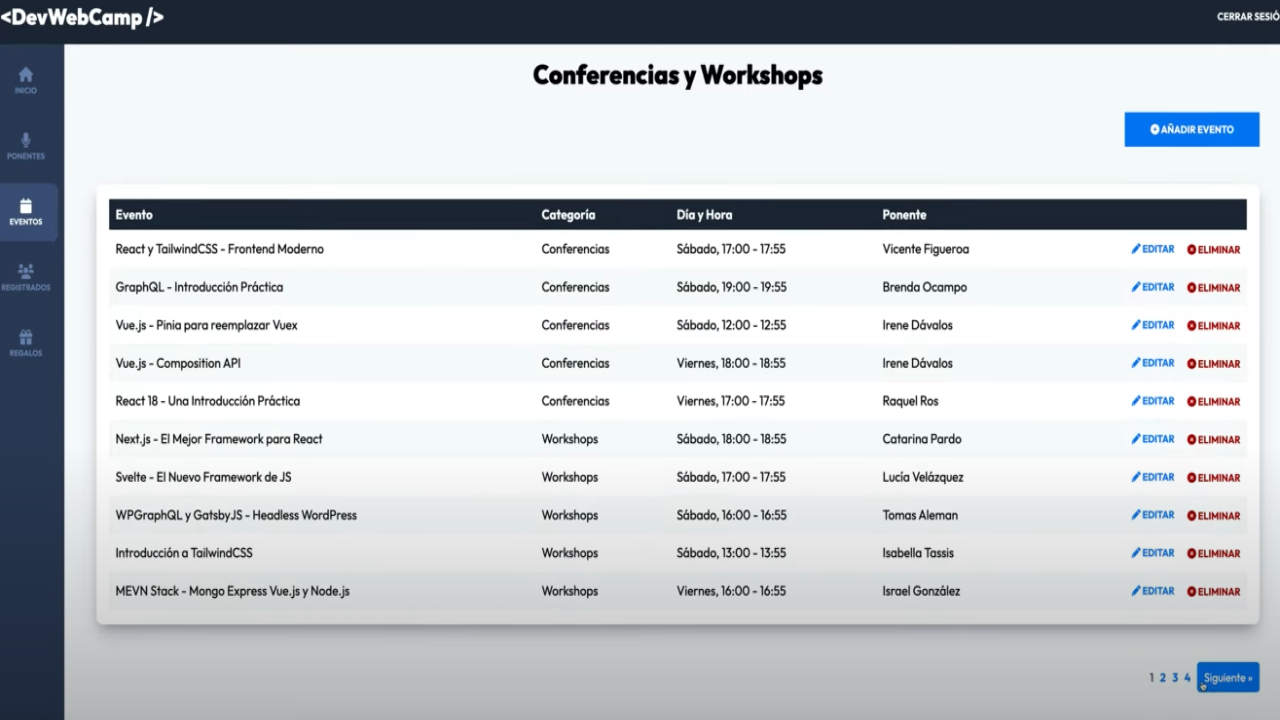 <DevWebCamp />
CERRAR SESIÓ
INICIO
PONENTES
EVENTOS
REGISTRADOS
REGALOS
Conferencias y Workshops
AÑADIR EVENTO
Evento Categoría Día y Hora Ponente
React y TailwindCSS - Frontend Moderno Conferencias Sábado, 17:00 - 17:55 Vicente Figueroa EDITAR ELIMINAR
GraphQL - Introducción Práctica Conferencias Sábado, 19:00 - 19:55 Brenda Ocampo EDITAR ELIMINAR
Vue.js - Pinia para reemplazar Vuex Conferencias Sábado, 12:00 - 12:55 Irene Dávalos EDITAR ELIMINAR
Vue.js - Composition API Conferencias Viernes, 18:00 - 18:55 Irene Dávalos EDITAR ELIMINAR
React 18 - Una Introducción Práctica Conferencias Viernes, 17:00 - 17:55 Raquel Ros EDITAR ELIMINAR
Next.js - El Mejor Framework para React Workshops Sábado, 18:00 - 18:55 Catarina Pardo EDITAR ELIMINAR
Svelte - El Nuevo Framework de JS Workshops Sábado, 17:00 - 17:55 Lucía Velázquez EDITAR ELIMINAR
WPGraphQL y GatsbyJS - Headless WordPress Workshops Sábado, 16:00 - 16:55 Tomas Aleman EDITAR ELIMINAR
Introducción a TailwindCSS Workshops Sábado, 13:00 - 13:55 Isabella Tassis EDITAR ELIMINAR
MEVN Stack - Mongo Express Vue.js y Node.js Workshops Viernes, 16:00 - 16:55 Israel González EDITAR ELIMINAR
1 2 3 4 Siguiente »